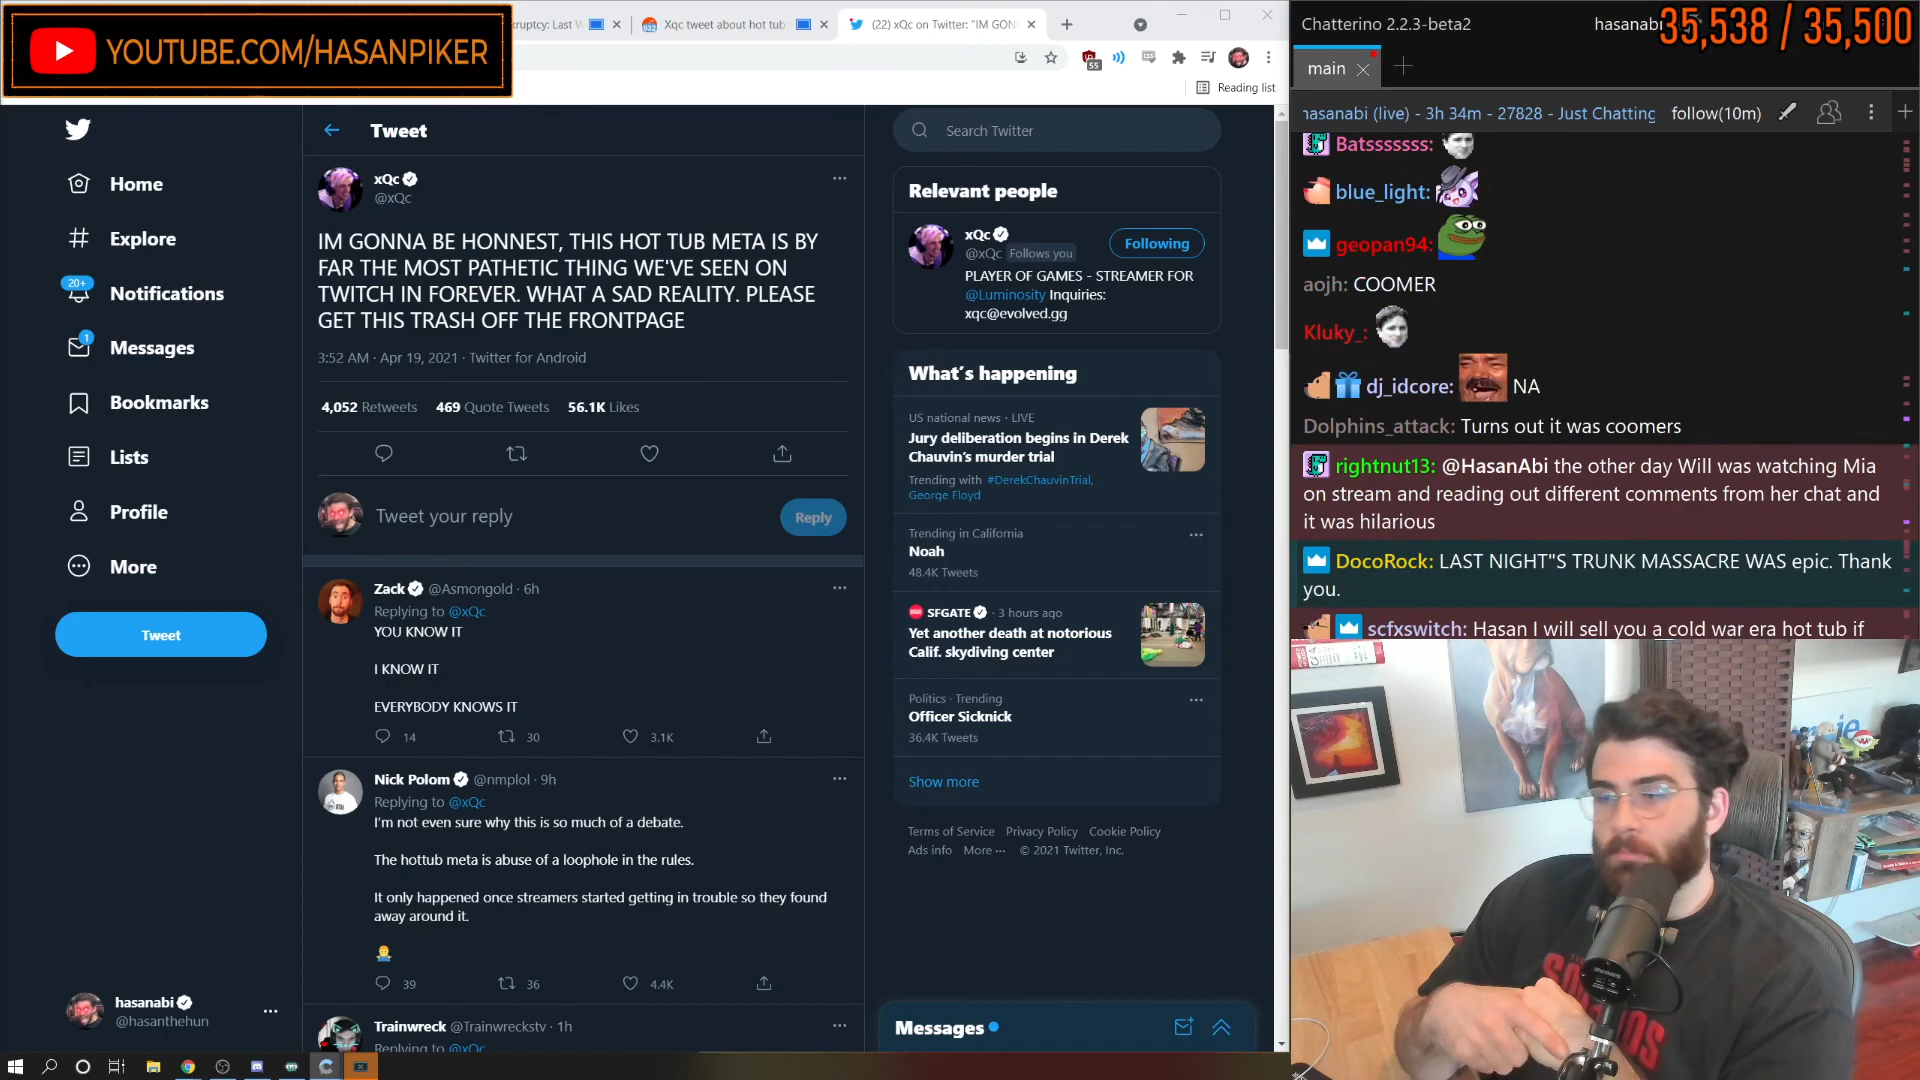 YOUTUBE.COM/HASANPIKER
kruptcy: Last W
Xqc tweet about hot tub
(22) xQc on Twitter: "IM GON
55
Reading list
Home
Explore
20+
Notifications
1
Messages
Bookmarks
Lists
Profile
More
Tweet
hasanabi
@hasanthehun
Tweet
xQc
@xQc
IM GONNA BE HONNEST, THIS HOT TUB META IS BY
FAR THE MOST PATHETIC THING WE'VE SEEN ON
TWITCH IN FOREVER. WHAT A SAD REALITY. PLEASE
GET THIS TRASH OFF THE FRONTPAGE
3:52 AM · Apr 19, 2021 · Twitter for Android
4,052 Retweets 469 Quote Tweets 56.1K Likes
Tweet your reply
Reply
Zack @Asmongold · 6h
Replying to @xQc
YOU KNOW IT
I KNOW IT
EVERYBODY KNOWS IT
14 30 3.1K
Nick Polom @nmplol · 9h
Replying to @xQc
I'm not even sure why this is so much of a debate.
The hottub meta is abuse of a loophole in the rules.
It only happened once streamers started getting in trouble so they found
away around it.
39 36 4.4K
Trainwreck @Trainwreckstv · 1h
Replying to @xQc
Search Twitter
Relevant people
xQc
@xQc Follows you
Following
PLAYER OF GAMES - STREAMER FOR
@Luminosity Inquiries:
xqc@evolved.gg
What's happening
US national news · LIVE
Jury deliberation begins in Derek
Chauvin's murder trial
Trending with #DerekChauvinTrial,
George Floyd
Trending in California
Noah
48.4K Tweets
SFGATE · 3 hours ago
Yet another death at notorious
Calif. skydiving center
Politics · Trending
Officer Sicknick
36.4K Tweets
Show more
Terms of Service Privacy Policy Cookie Policy
Ads info More ··· © 2021 Twitter, Inc.
Messages
Chatterino 2.2.3-beta2
hasanabi
35,538 / 35,500
main
hasanabi (live) - 3h 34m - 27828 - Just Chatting
follow(10m)
Batsssssss:
blue_light:
geopan94:
aojh: COOMER
Kluky_:
dj_idcore: NA
Dolphins_attack: Turns out it was coomers
rightnut13: @HasanAbi the other day Will was watching Mia
on stream and reading out different comments from her chat and
it was hilarious
DocoRock: LAST NIGHT"S TRUNK MASSACRE WAS epic. Thank
you.
scfxswitch: Hasan I will sell you a cold war era hot tub if